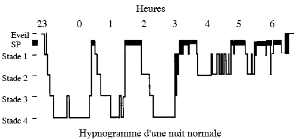 Heures
23 0 1 2 3 4 5 6
Eveil
SP
Stade 1
Stade 2
Stade 3
Stade 4
Hypnogramme d'une nuit normale